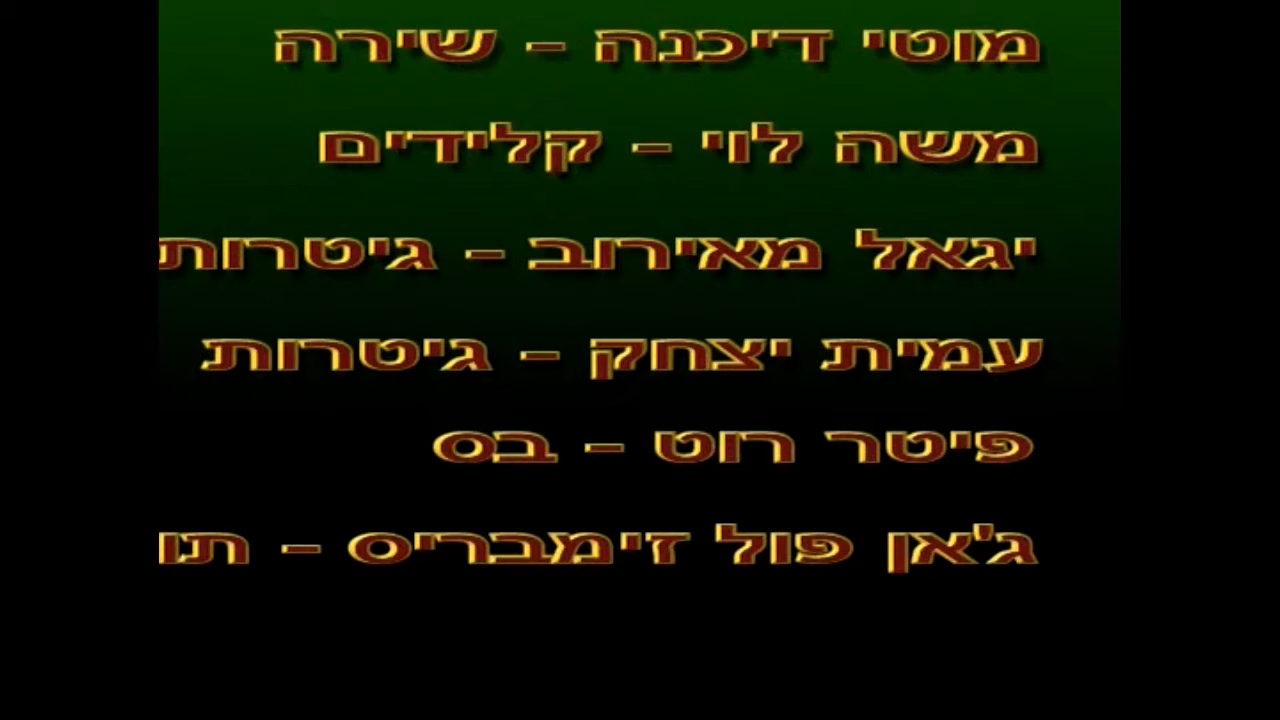 מוטי דיכנה - שירה
משה לוי - קלידים
יגאל מאירוב - גיטרות
עמית יצחק - גיטרות
פיטר רוט - בס
ג'אן פול זימבריס -